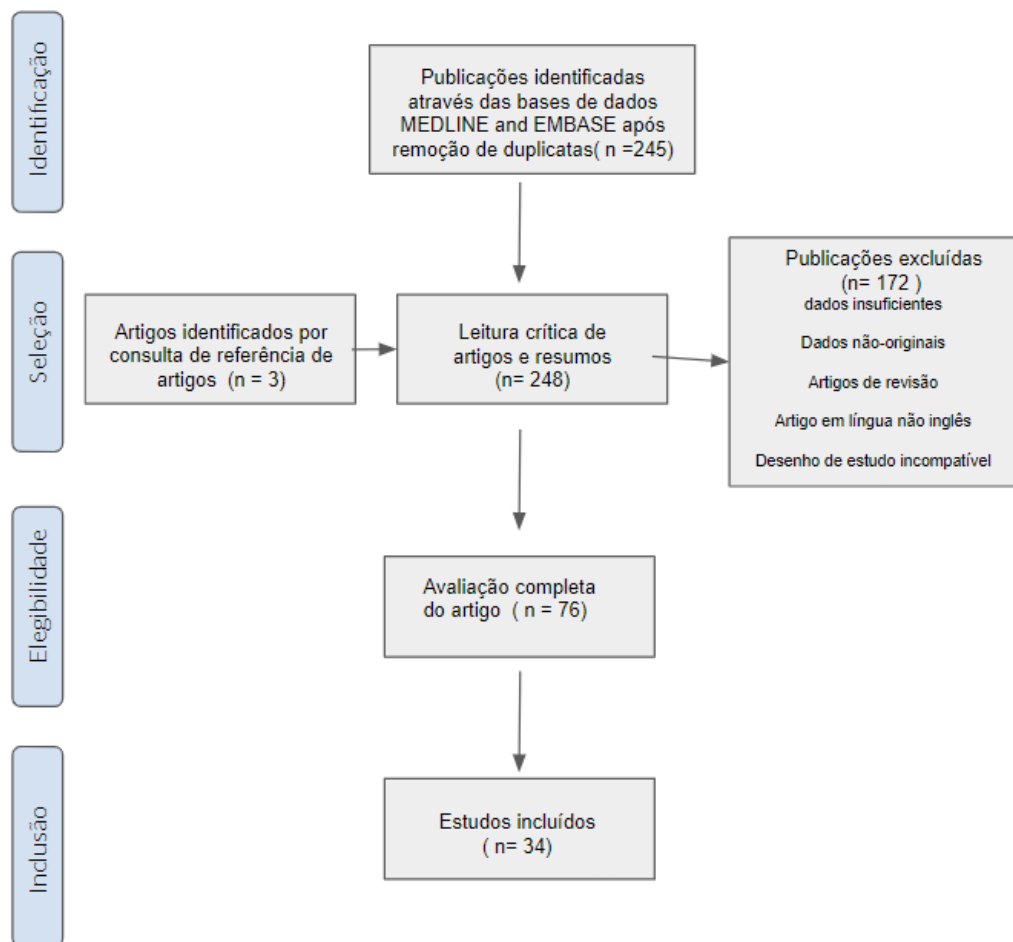 Identificação
Publicações identificadas
através das bases de dados
MEDLINE and EMBASE após
remoção de duplicatas( n =245)
Seleção
Artigos identificados por
consulta de referência de
artigos (n = 3)
Leitura crítica de
artigos e resumos
(n= 248)
Publicações excluídas
(n= 172 )
dados insuficientes
Dados não-originais
Artigos de revisão
Artigo em língua não inglês
Desenho de estudo incompatível
Elegibilidade
Avaliação completa
do artigo ( n = 76)
Inclusão
Estudos incluídos
( n= 34)